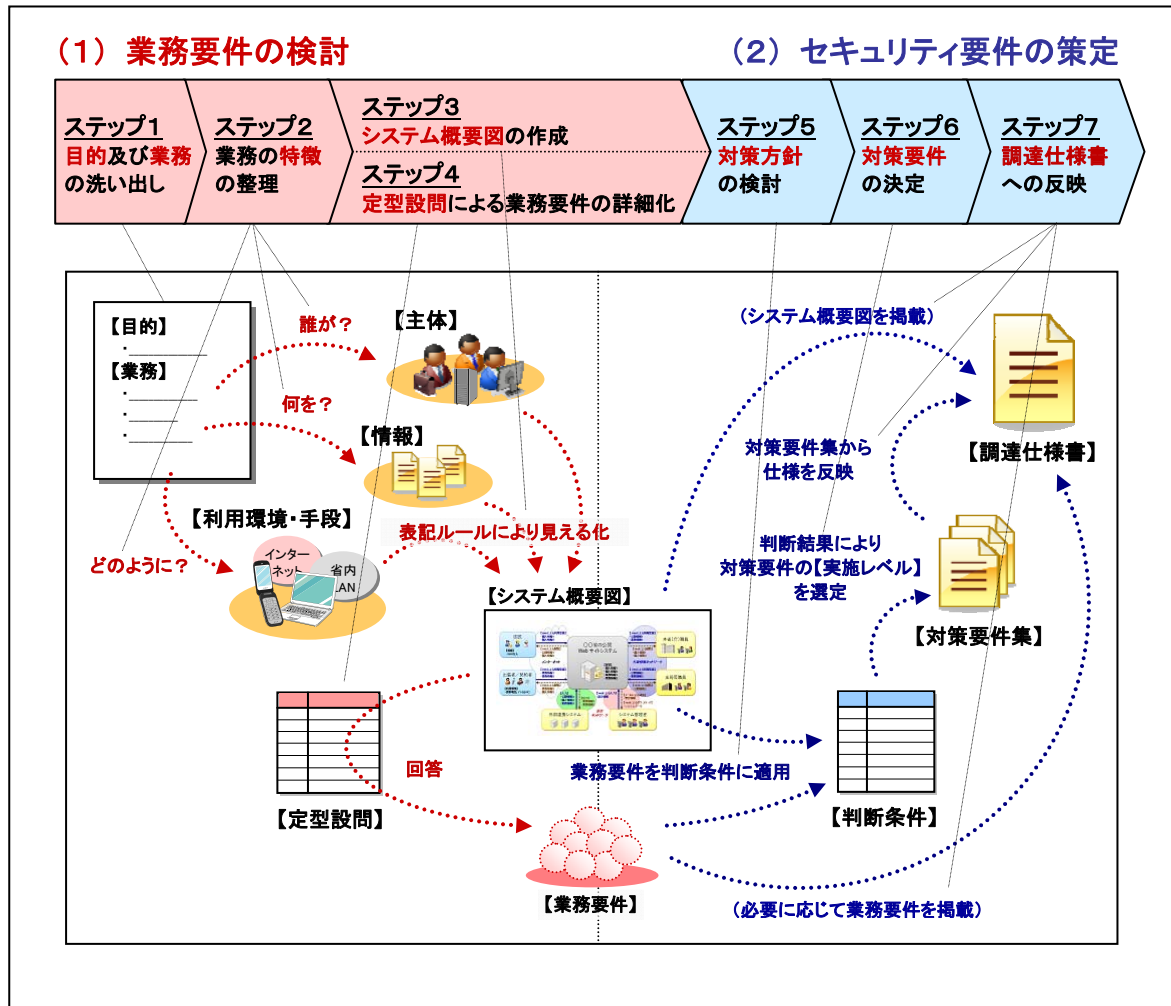 (1) 業務要件の検討
(2) セキュリティ要件の策定
ステップ1
目的及び業務
の洗い出し
ステップ2
業務の特徴
の整理
ステップ3
システム概要図の作成
ステップ4
定型設問による業務要件の詳細化
ステップ5
対策方針
の検討
ステップ6
対策要件
の決定
ステップ7
調達仕様書
への反映
【目的】
【業務】
誰が?
【主体】
何を?
【情報】
【利用環境・手段】
インター
ネット
省内
LAN
どのように?
表記ルールにより見える化
【システム概要図】
(システム概要図を掲載)
【調達仕様書】
対策要件集から
仕様を反映
判断結果により
対策要件の【実施レベル】
を選定
【対策要件集】
回答
【定型設問】
業務要件を判断条件に適用
【判断条件】
【業務要件】
(必要に応じて業務要件を掲載)